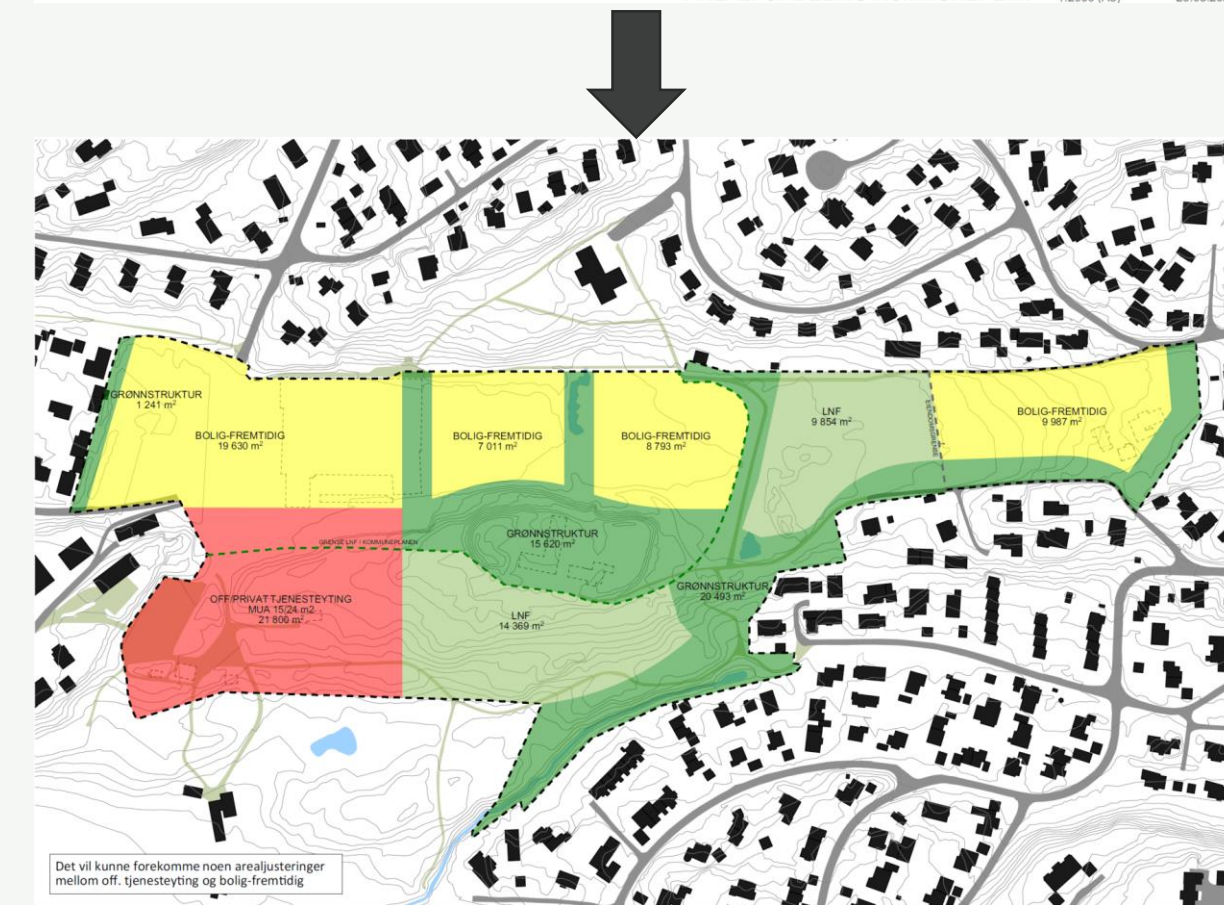 GRØNNSTRUKTUR
1 241 m²
BOLIG-FREMTIDIG
19 630 m²
BOLIG-FREMTIDIG
7 011 m²
BOLIG-FREMTIDIG
8 793 m²
LNF
9 854 m²
EIENDOMSGRENSE
BOLIG-FREMTIDIG
9 987 m²
GRENSE LNF I KOMMUNEPLANEN
GRØNNSTRUKTUR
15 620 m²
OFF/PRIVAT TJENESTEYTING
MUA 15/24 m2
21 800 m²
LNF
14 369 m²
GRØNNSTRUKTUR
20 493 m²
Det vil kunne forekomme noen arealjusteringer
mellom off. tjenesteyting og bolig-fremtidig